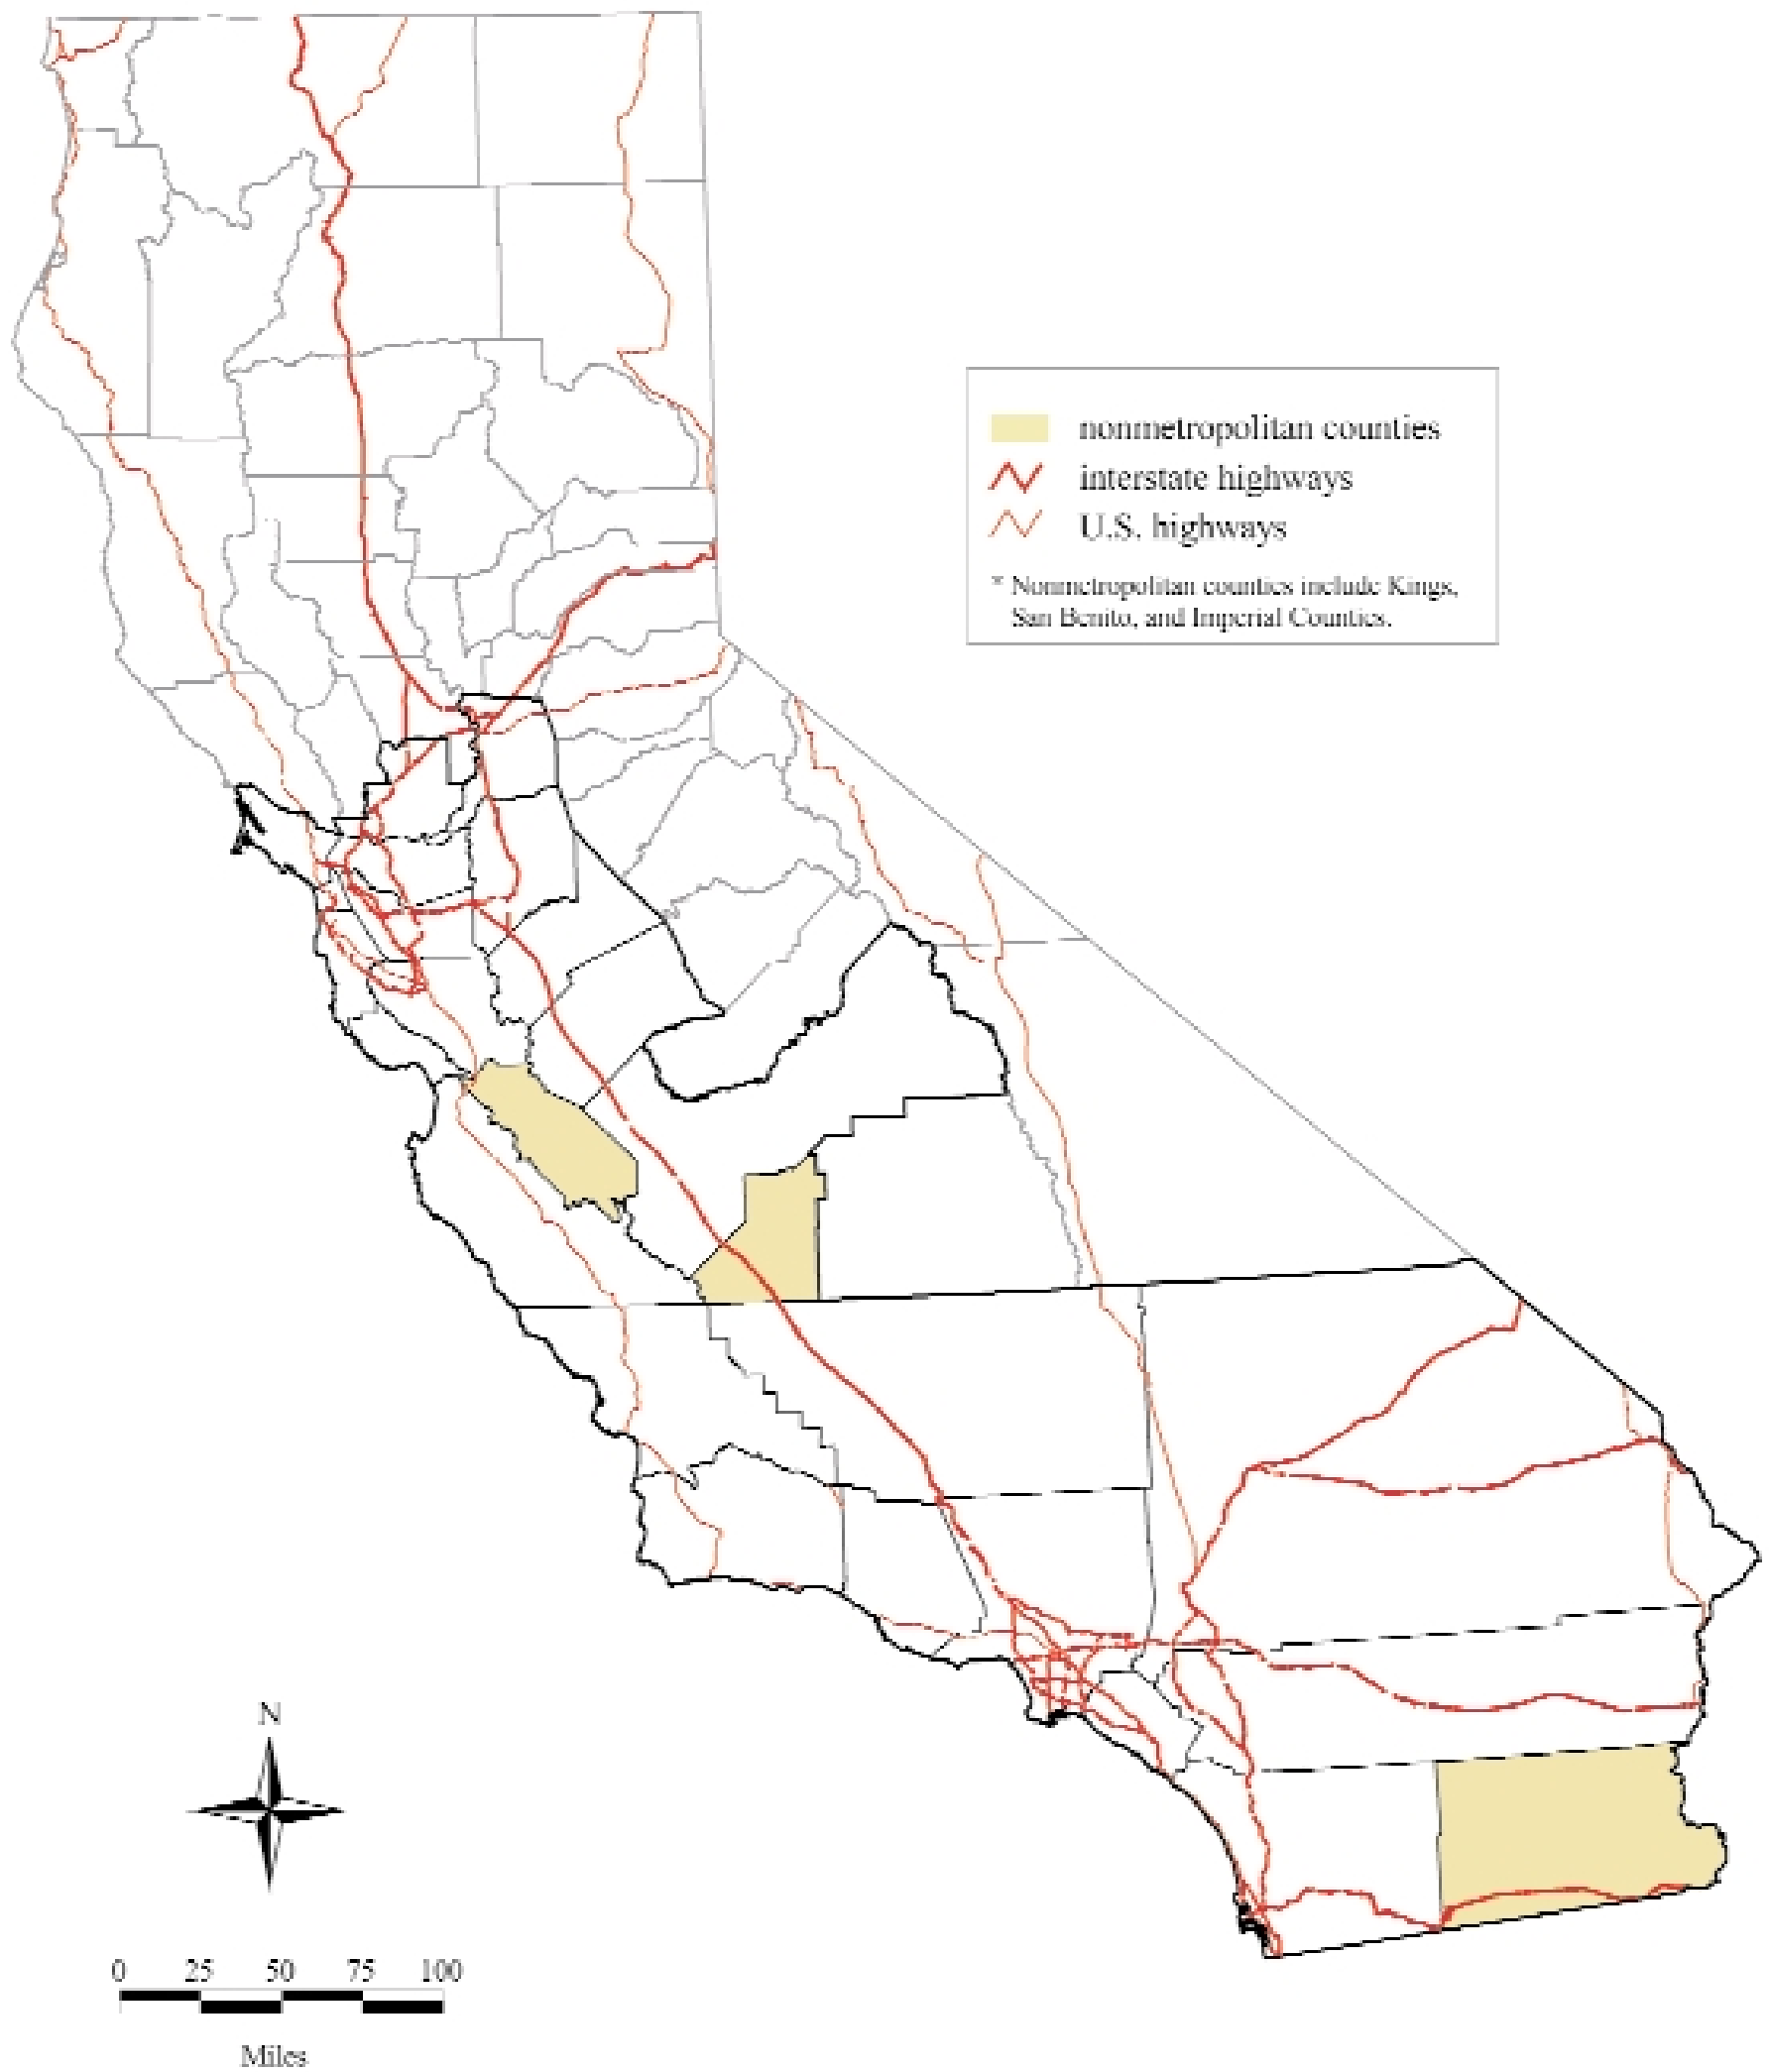 nonmetropolitan counties
interstate highways
U.S. highways
* Nonmetropolitan counties include Kings,
San Benito, and Imperial Counties.
N
0 25 50 75 100
Miles